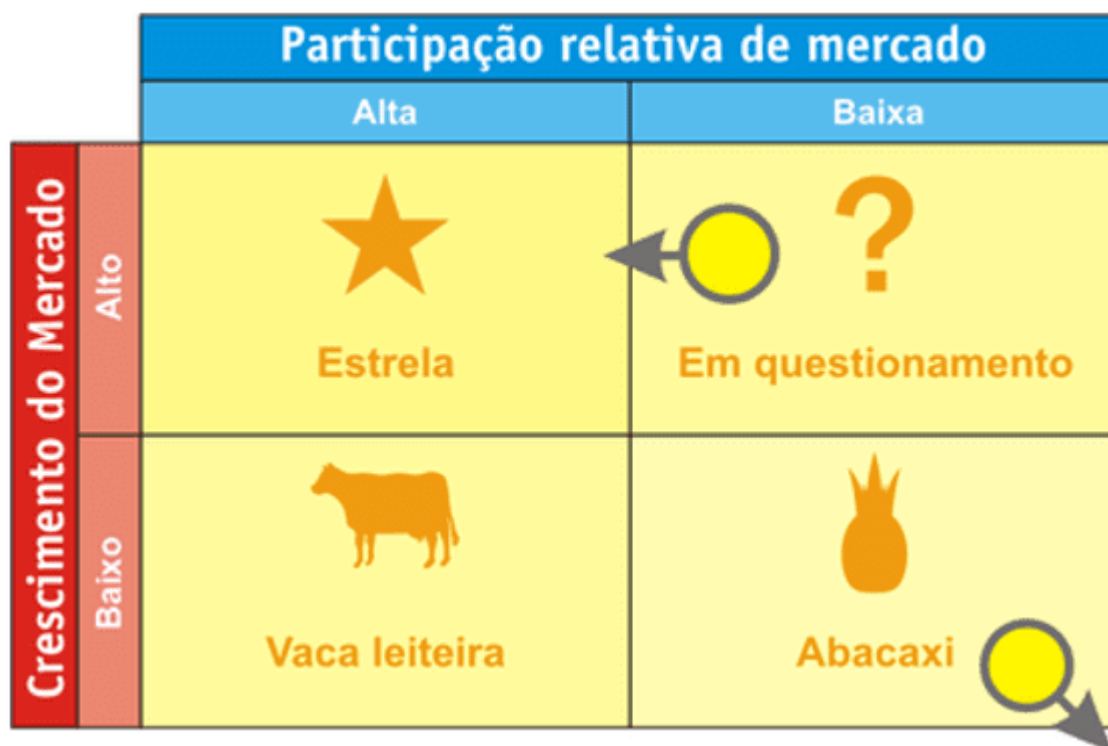 Participação relativa de mercado
Alta
Baixa
Crescimento do Mercado
Alto
?
Estrela
Em questionamento
Baixo
Vaca leiteira
Abacaxi